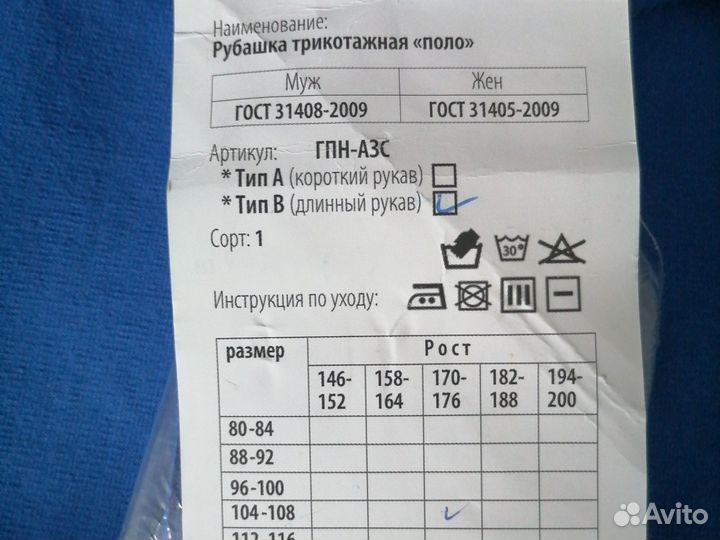 Наименование:
Рубашка трикотажная «поло»
Муж Жен
ГОСТ 31408-2009 ГОСТ 31405-2009
Артикул: ГПН-АЗС
* Тип А (короткий рукав)
* Тип В (длинный рукав)
Сорт: 1
30°
Инструкция по уходу:
размер Рост
146-152 158-164 170-176 182-188 194-200
80-84
88-92
96-100
104-108
112-116
Avito